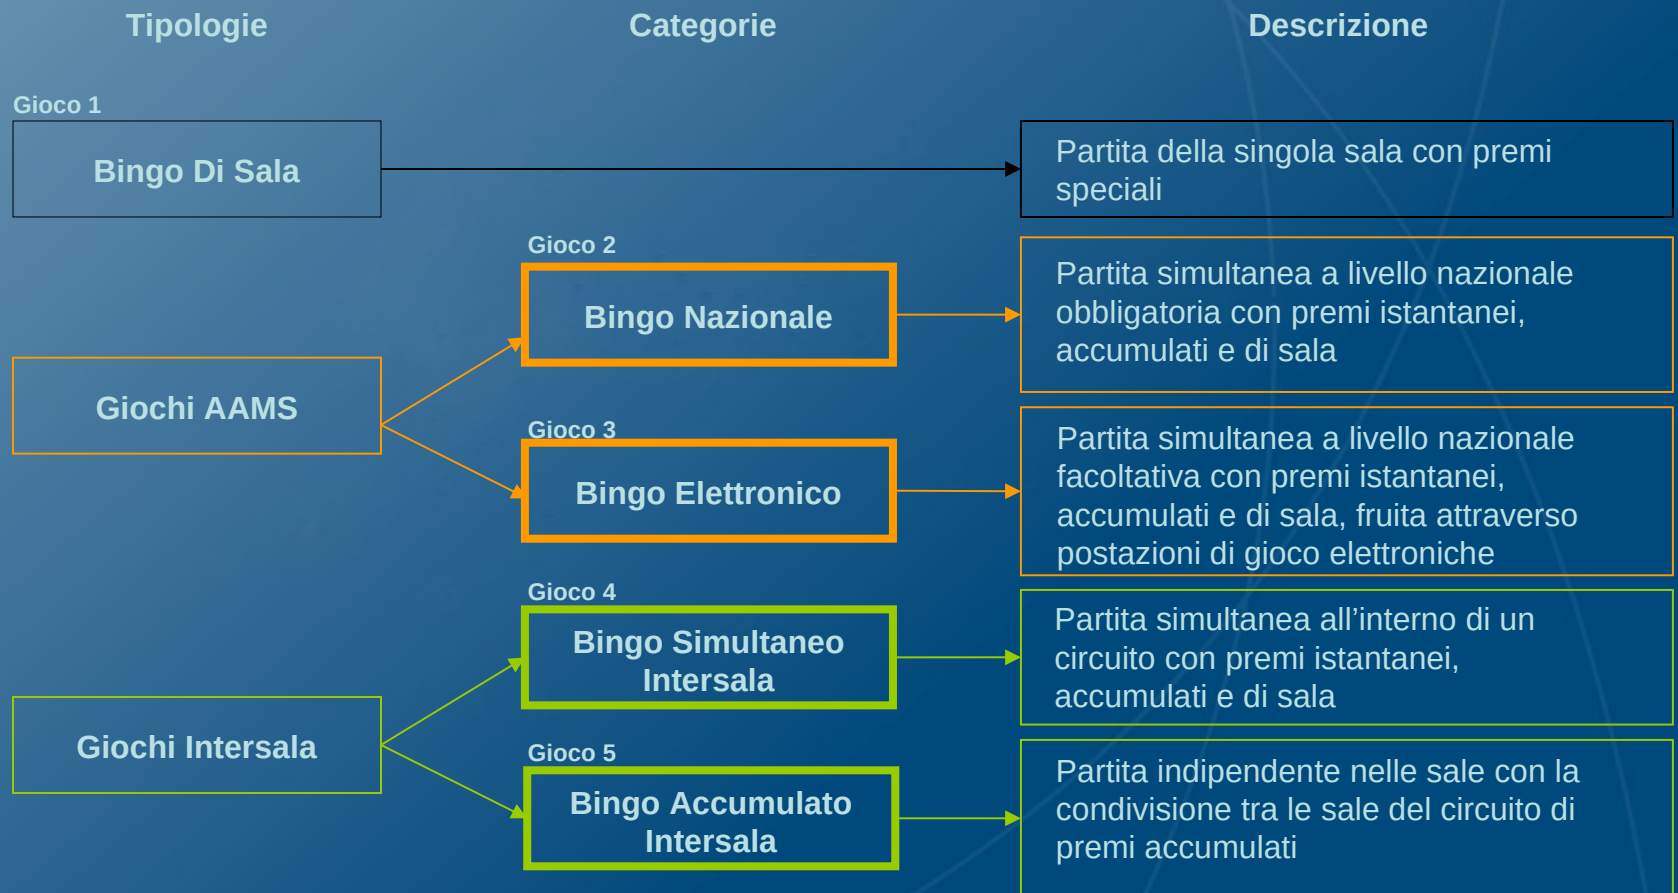 Tipologie
Categorie
Descrizione
Gioco 1
Bingo Di Sala
Partita della singola sala con premi
speciali
Giochi AAMS
Gioco 2
Bingo Nazionale
Partita simultanea a livello nazionale
obbligatoria con premi istantanei,
accumulati e di sala
Gioco 3
Bingo Elettronico
Partita simultanea a livello nazionale
facoltativa con premi istantanei,
accumulati e di sala, fruita attraverso
postazioni di gioco elettroniche
Giochi Intersala
Gioco 4
Bingo Simultaneo
Intersala
Partita simultanea all’interno di un
circuito con premi istantanei,
accumulati e di sala
Gioco 5
Bingo Accumulato
Intersala
Partita indipendente nelle sale con la
condivisione tra le sale del circuito di
premi accumulati